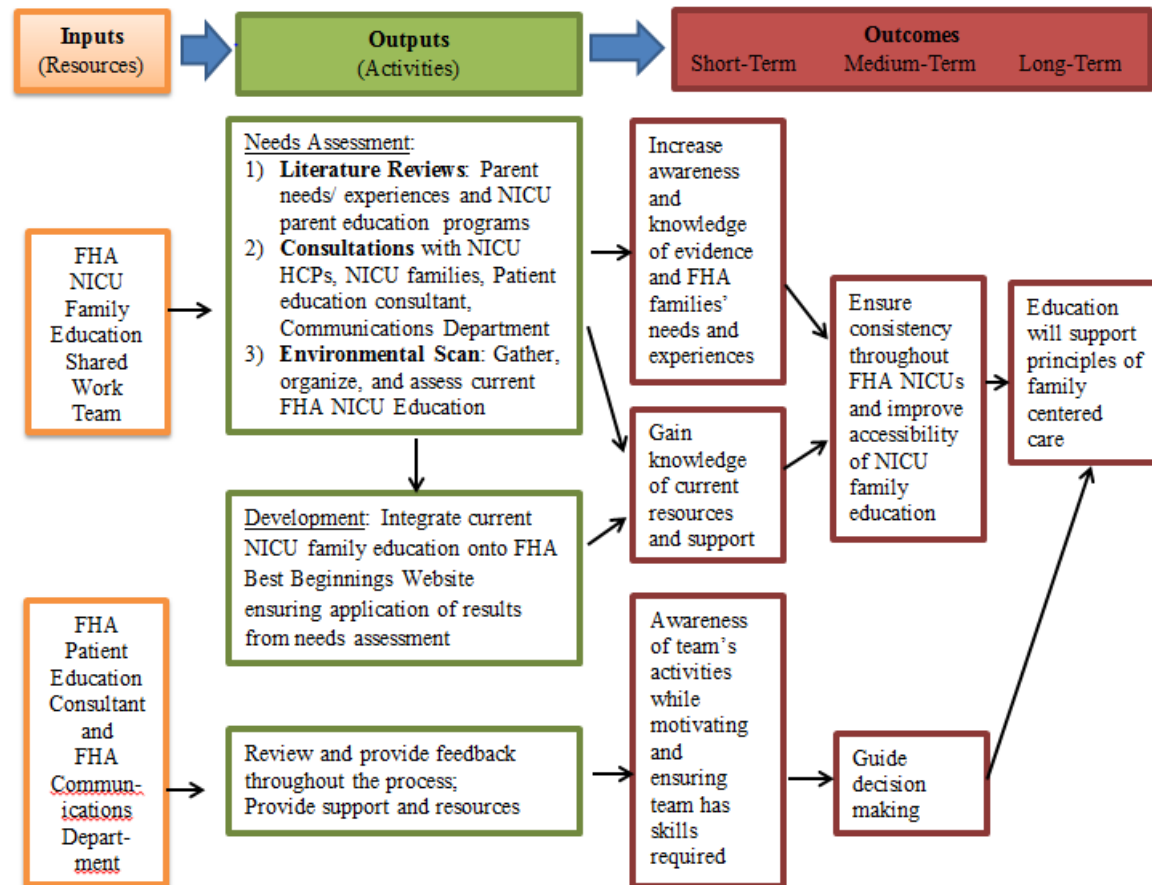 Inputs
(Resources)
Outputs
(Activities)
Outcomes
Short-Term Medium-Term Long-Term
FHA
NICU
Family
Education
Shared
Work
Team
Needs Assessment:
1) Literature Reviews: Parent
needs/ experiences and NICU
parent education programs
2) Consultations with NICU
HCPs, NICU families, Patient
education consultant,
Communications Department
3) Environmental Scan: Gather,
organize, and assess current
FHA NICU Education
Increase
awareness
and
knowledge
of evidence
and FHA
families'
needs and
experiences
Ensure
consistency
throughout
FHA NICUs
and improve
accessibility
of NICU
family
education
Education
will support
principles of
family
centered
care
Gain
knowledge
of current
resources
and support
Development: Integrate current
NICU family education onto FHA
Best Beginnings Website
ensuring application of results
from needs assessment
FHA
Patient
Education
Consultant
and
FHA
Commun-
ications
Depart-
ment
Review and provide feedback
throughout the process;
Provide support and resources
Awareness
of team's
activities
while
motivating
and
ensuring
team has
skills
required
Guide
decision
making